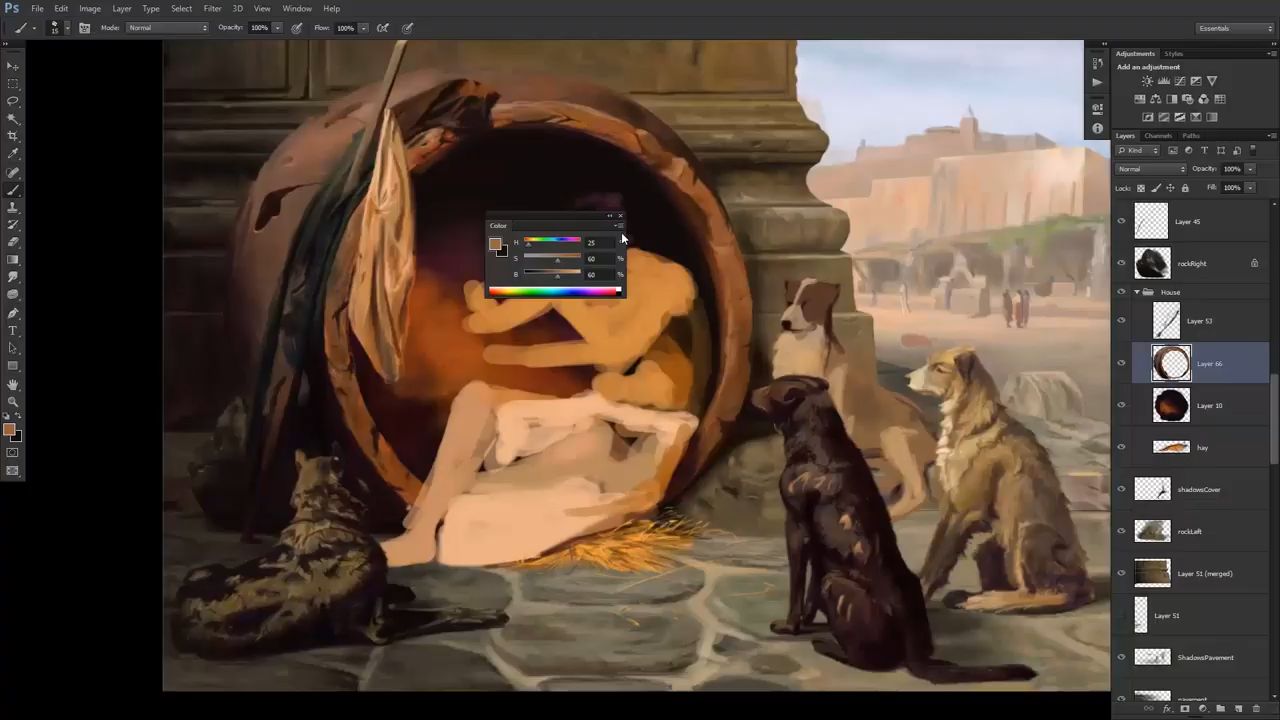 Ps File Edit Image Layer Type Select Filter 3D View Window Help
15 Mode: Normal Opacity: 100% Flow: 100% Essentials
Adjustments Styles
Add an adjustment
Layers Channels Paths
Kind
Normal Opacity: 100%
Lock: Fill: 100%
Layer 45
rockRight
House
Layer 53
Layer 66
Layer 10
hay
shadowsCover
rockLeft
Layer 51 (merged)
Layer 51
ShadowsPavement
pavement
Color
H 25
S 60 %
B 60 %